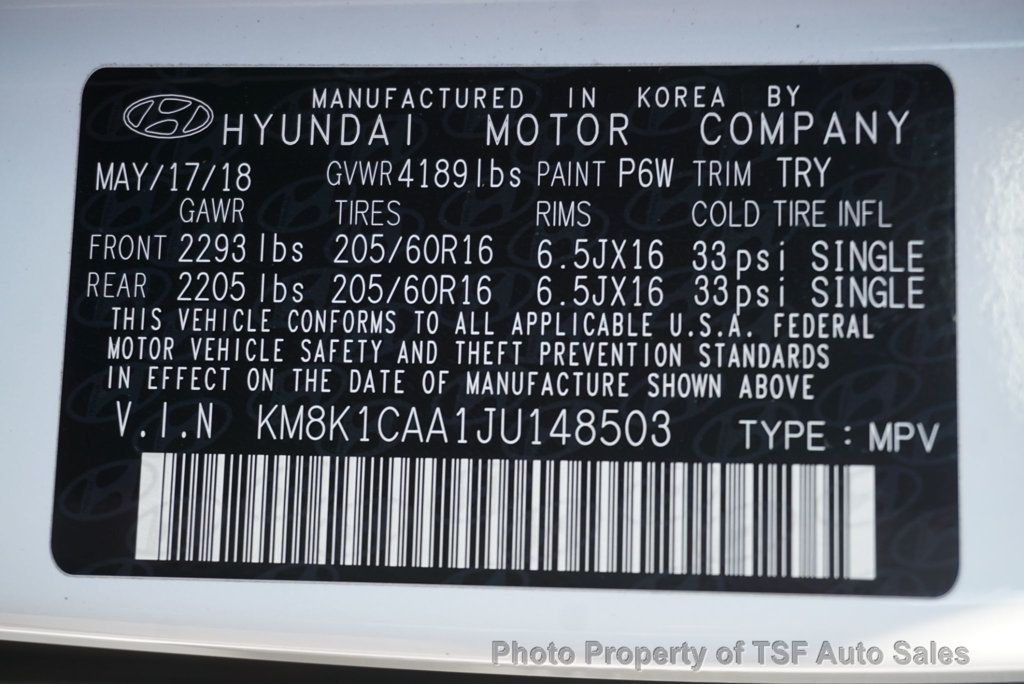 MANUFACTURED IN KOREA BY
HYUNDAI MOTOR COMPANY
MAY/17/18 GVWR 4189lbs PAINT P6W TRIM TRY
GAWR TIRES RIMS COLD TIRE INFL
FRONT 2293 lbs 205/60R16 6.5JX16 33psi SINGLE
REAR 2205 lbs 205/60R16 6.5JX16 33psi SINGLE
THIS VEHICLE CONFORMS TO ALL APPLICABLE U.S.A. FEDERAL
MOTOR VEHICLE SAFETY AND THEFT PREVENTION STANDARDS
IN EFFECT ON THE DATE OF MANUFACTURE SHOWN ABOVE
V.I.N KM8K1CAA1JU148503 TYPE : MPV
Photo Property of TSF Auto Sales